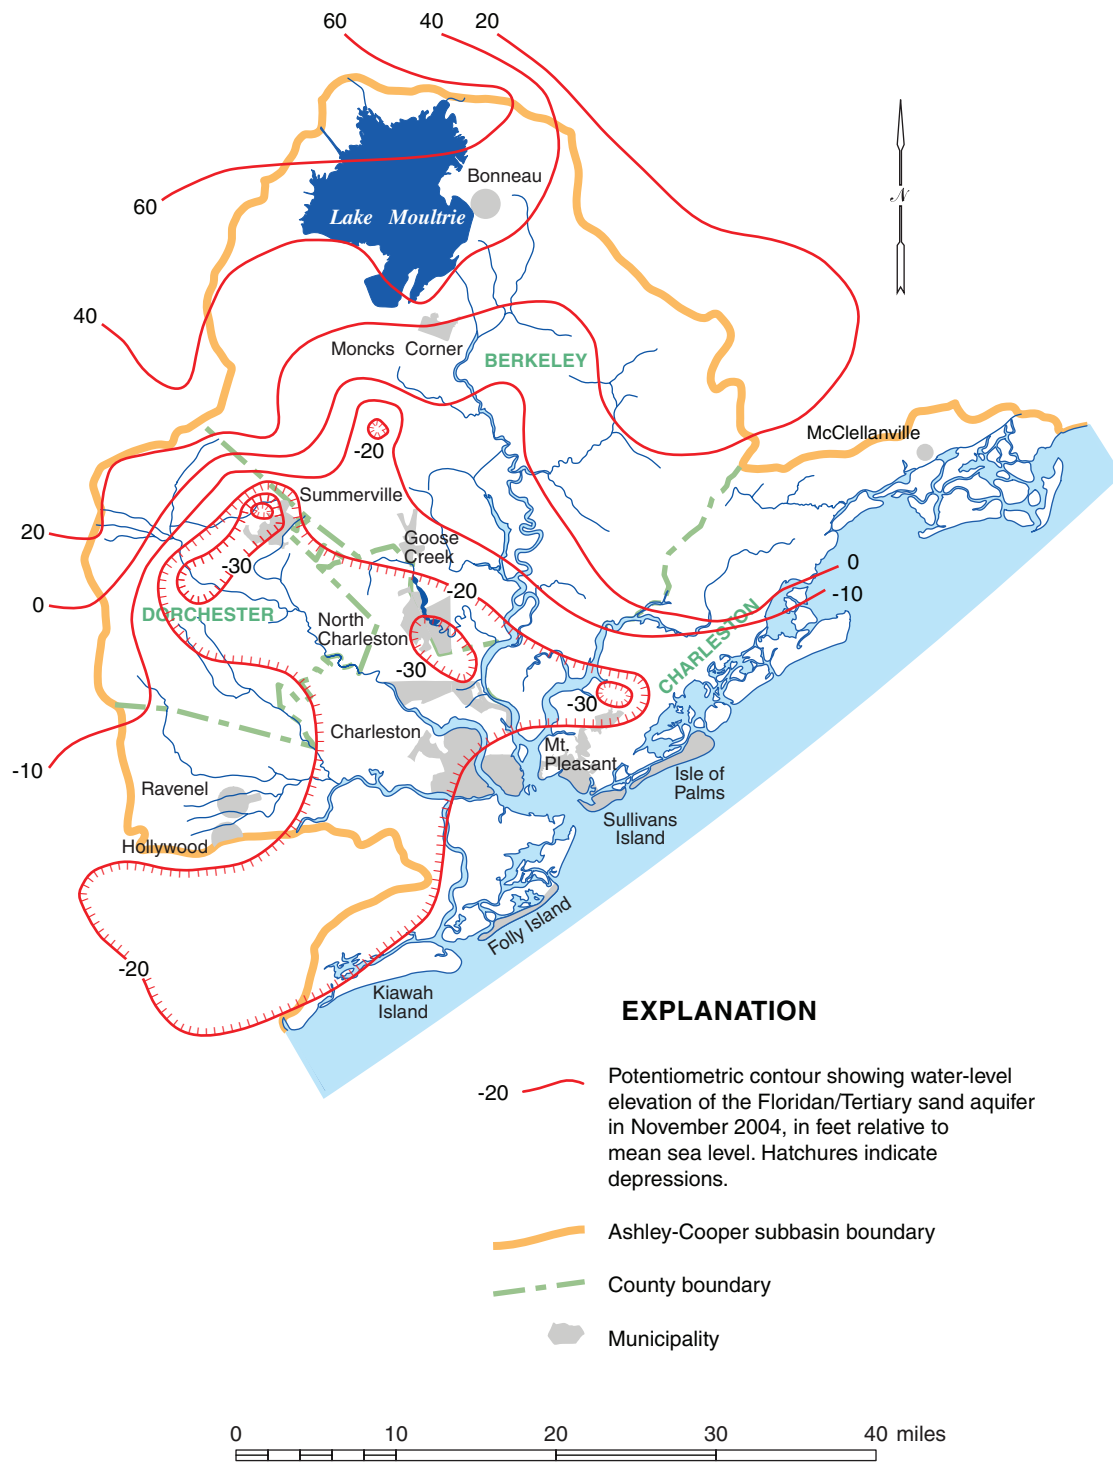 60
40
20
Bonneau
60
Lake Moultrie
N
40
Moncks Corner
BERKELEY
McClellanville
-20
Summerville
20
Goose
Creek
-30
0
-20
-10
0
DORCHESTER
North
Charleston
CHARLESTON
-30
-30
Charleston
Mt.
Pleasant
-10
Isle of
Palms
Ravenel
Sullivans
Island
Hollywood
Folly Island
-20
Kiawah
Island
EXPLANATION
-20
Potentiometric contour showing water-level
elevation of the Floridan/Tertiary sand aquifer
in November 2004, in feet relative to
mean sea level. Hatchures indicate
depressions.
Ashley-Cooper subbasin boundary
County boundary
Municipality
0 10 20 30 40 miles